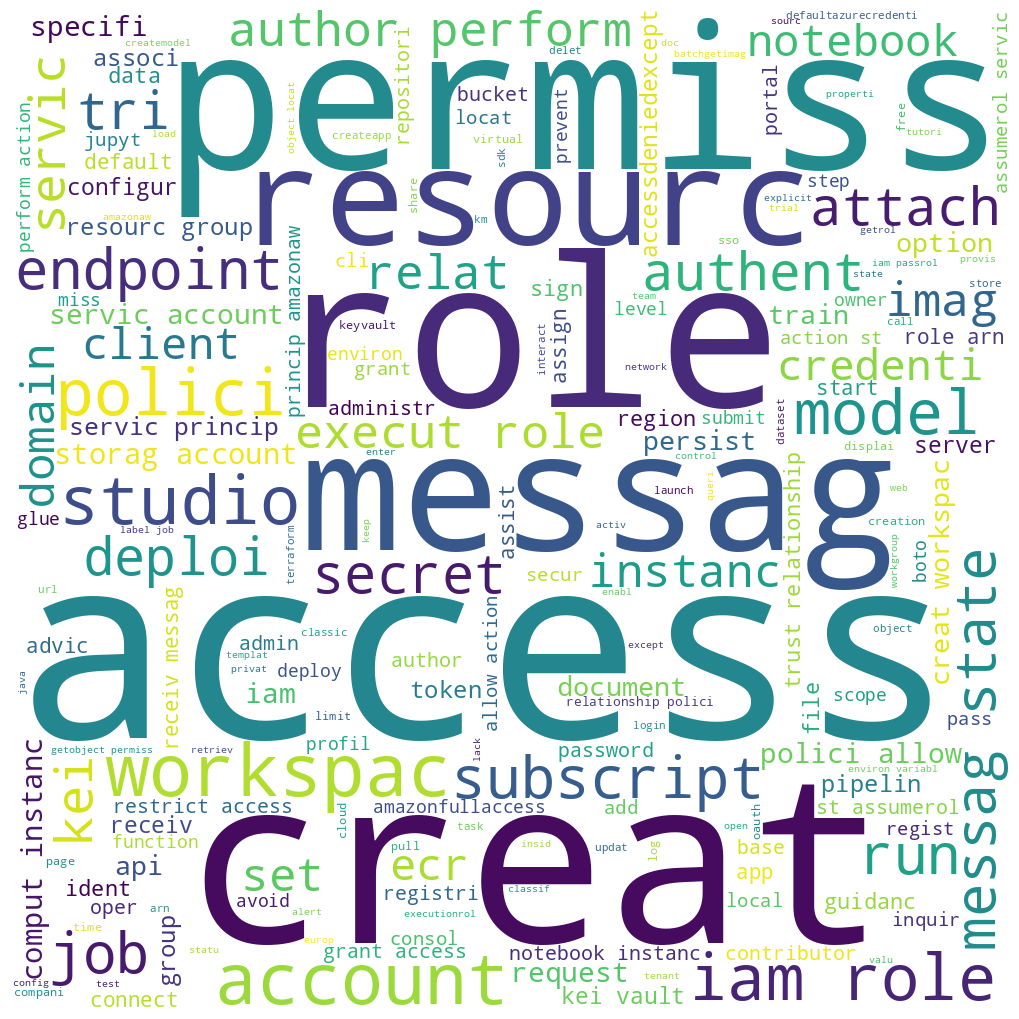 specifi
author
perform
defaultazurecredenti
sourc
createmodel
associ
data
permiss
notebook
delet
doc
batchgetimag
servic
tri
bucket
locat
prevent
repositori
accessdeniedexcept
portal
properti
free
tutori
assumerol servic
perform action
jupyt
load
default
object locat
createapp
virtual
sdk
configur
resourc
step
explicit
trial
attach
amazonaw
resourc group
share
km
sso
getrol
option
iam passrol
provis
endpoint
princip amazonaw
cli
relat
sign
authent
state
store
miss
servic account
role
team
level
owner
imag
call
keyvault
environ
grant
interact
assign
network
train
action st
role arn
client
credenti
start
domain
polici
administr
region
submit
dataset
model
servic princip
execut role
persist
displai
server
storag account
enter
control
messag
glue
studio
label job
assist
launch
queri
web
creation
creat workspac
activ
terraform
keep
workgroup
boto
deploi
secret
secur
instanc
trust relationship
state
url
enabl
access
advic
receiv messag
admin
classic
templat
privat
deploy
author
allow action
except
object
java
iam
token
document
relationship polici
scope
file
pass
limit
login
getobject permiss
retriev
profil
lack
password
polici allow
environ variabl
comput instanc
kei
workspac
subscript
pipelin
messag
restrict access
amazonfullaccess
add
st assumerol
receiv
cloud
task
open
oauth
regist
function
creat
page
api
set
pull
ecr
insid
updat
log
base
app
run
ident
classif
oper
arn
avoid
registri
executionrol
alert
local
guidanc
inquir
time
europ
consol
job
group
statu
grant access
notebook instanc
contributor
valu
config
test
compani
connect
account
request
kei vault
tenant
iam role